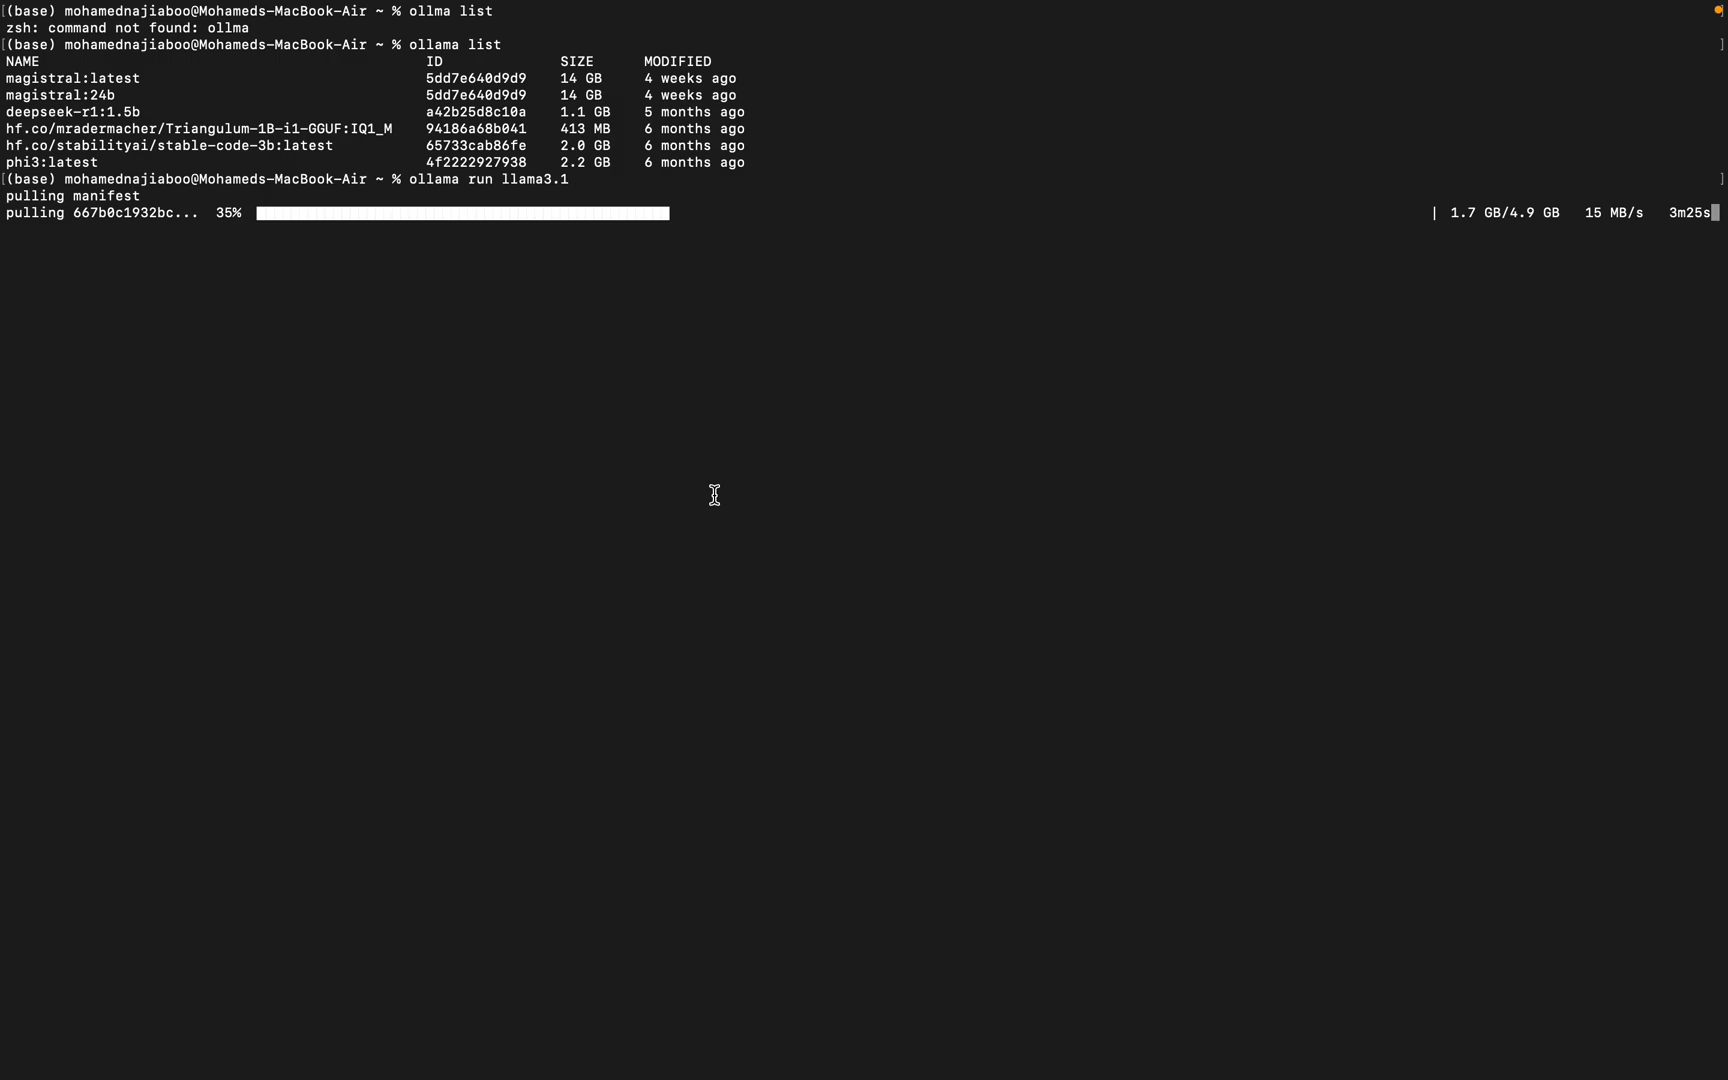 [(base) mohamednajiaboo@Mohameds-MacBook-Air ~ % ollma list ]
zsh: command not found: ollma
[(base) mohamednajiaboo@Mohameds-MacBook-Air ~ % ollama list ]
NAME ID SIZE MODIFIED
magistral:latest 5dd7e640d9d9 14 GB 4 weeks ago
magistral:24b 5dd7e640d9d9 14 GB 4 weeks ago
deepseek-r1:1.5b a42b25d8c10a 1.1 GB 5 months ago
hf.co/mradermacher/Triangulum-1B-i1-GGUF:IQ1_M 94186a68b041 413 MB 6 months ago
hf.co/stabilityai/stable-code-3b:latest 65733cab86fe 2.0 GB 6 months ago
phi3:latest 4f2222927938 2.2 GB 6 months ago
[(base) mohamednajiaboo@Mohameds-MacBook-Air ~ % ollama run llama3.1 ]
pulling manifest
pulling 667b0c1932bc... 35% | 1.7 GB/4.9 GB 15 MB/s 3m25s